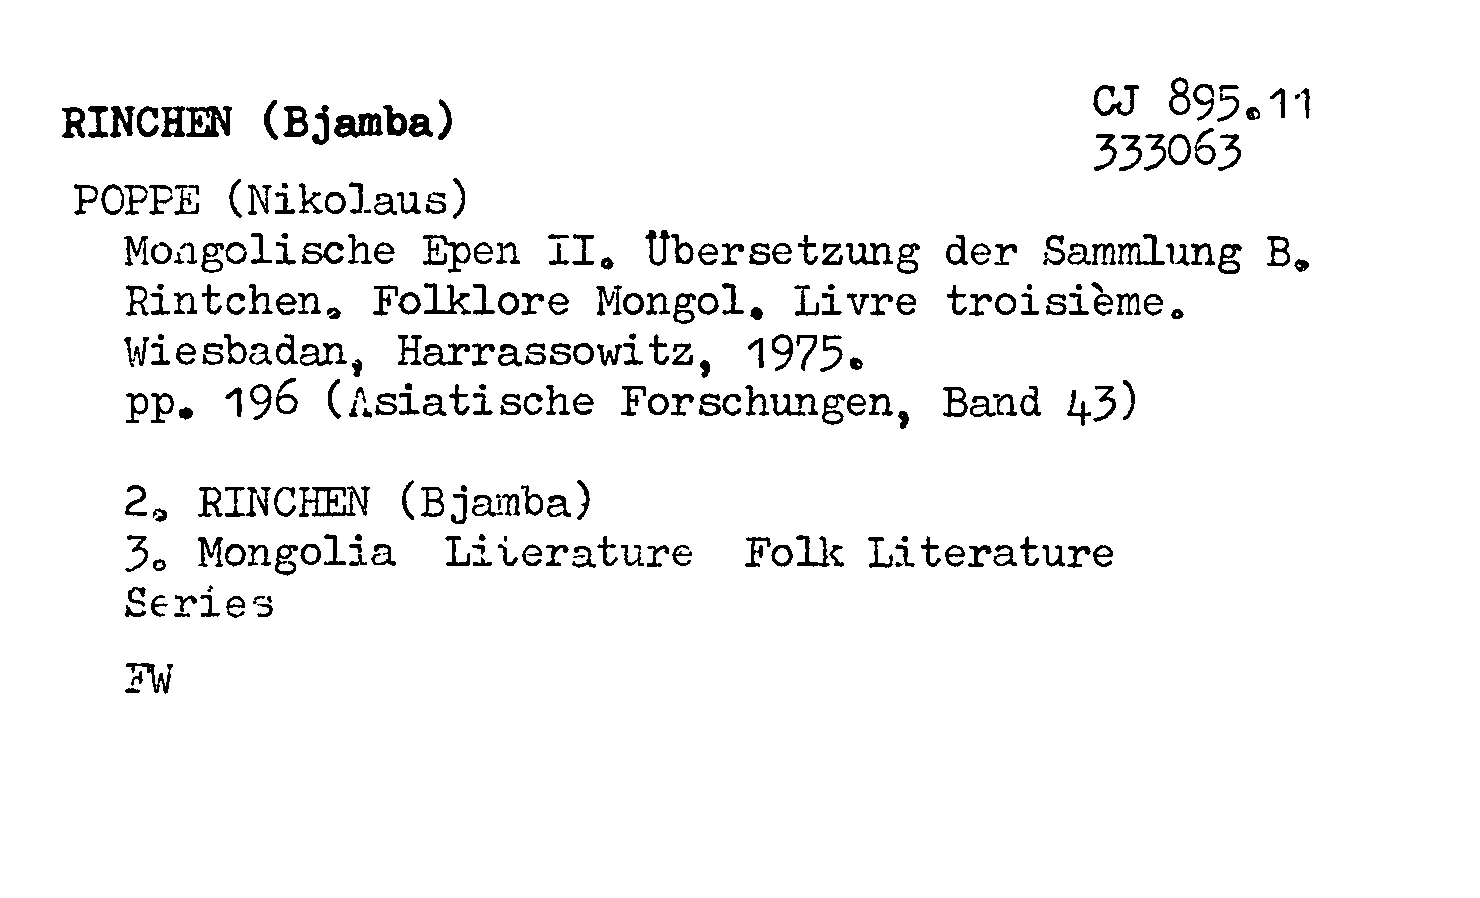 RINCHEN (Bjamba)
CJ 895.11
333063
POPPE (Nikolaus)
Mongolische Epen II. Übersetzung der Sammlung B.
Rintchen. Folklore Mongol. Livre troisième.
Wiesbadan, Harrassowitz, 1975.
pp. 196 (Asiatische Forschungen, Band 43)
2. RINCHEN (Bjamba)
3. Mongolia Literature Folk Literature
Series
FW